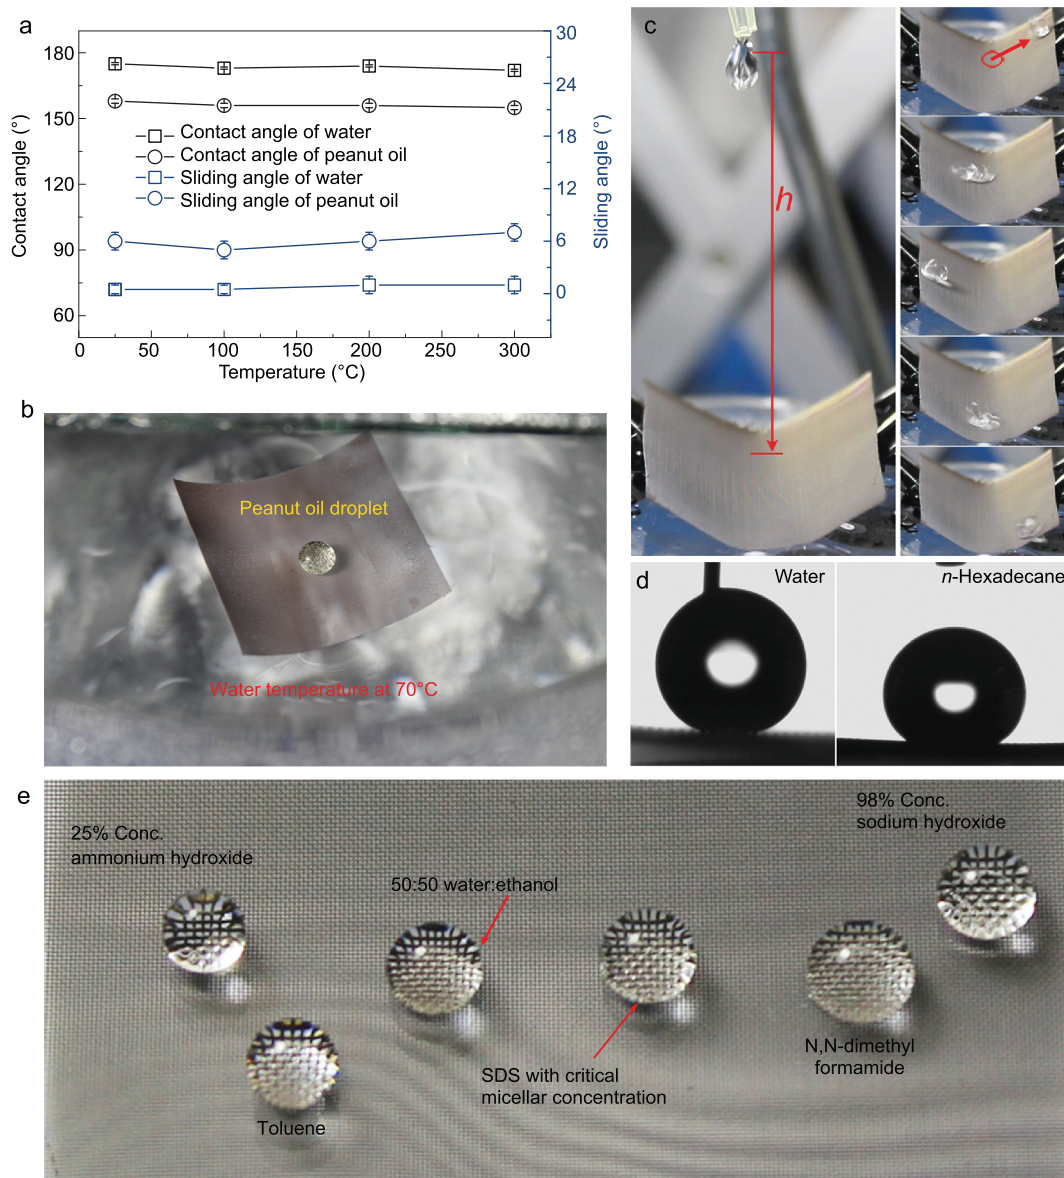 a
180
150
120
90
60
Contact angle (°)
30
24
18
12
6
0
Sliding angle (°)
Contact angle of water
Contact angle of peanut oil
Sliding angle of water
Sliding angle of peanut oil
0
50
100
150
200
250
300
Temperature (°C)
b
Peanut oil droplet
Water temperature at 70°C
c
h
d
Water
n-Hexadecane
e
25% Conc.
ammonium hydroxide
50:50 water:ethanol
98% Conc.
sodium hydroxide
SDS with critical
micellar concentration
N,N-dimethyl
formamide
Toluene